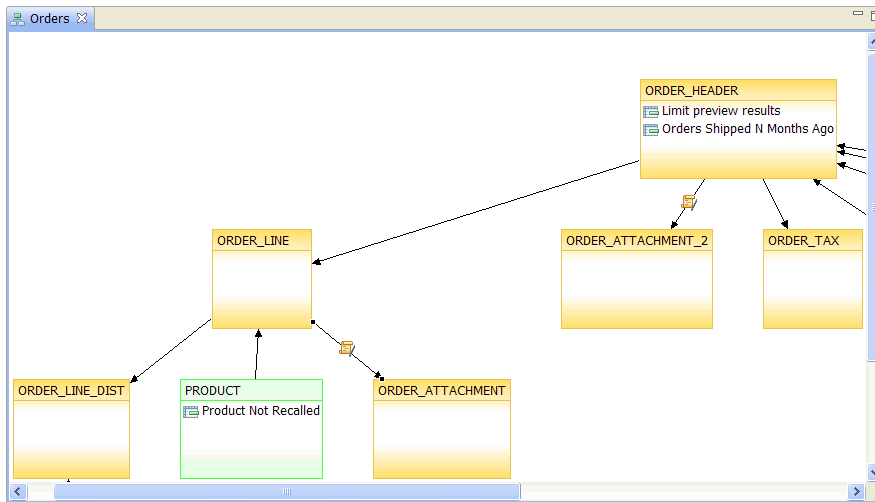 Orders
ORDER_HEADER
Limit preview results
Orders Shipped N Months Ago
ORDER_LINE
ORDER_ATTACHMENT_2
ORDER_TAX
ORDER_LINE_DIST
PRODUCT
ORDER_ATTACHMENT
Product Not Recalled